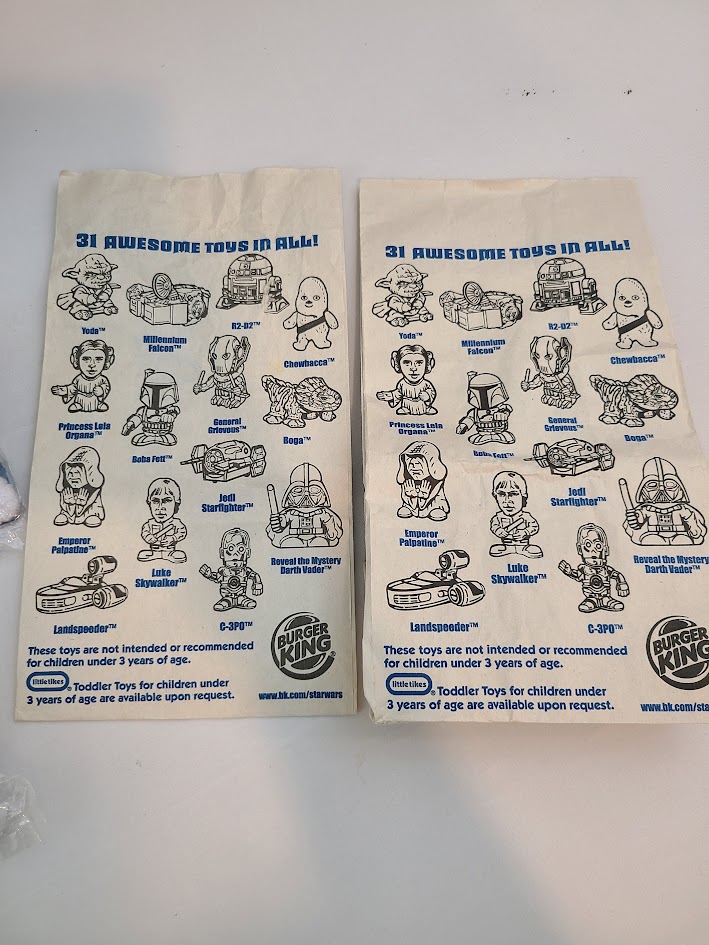 31 AWESOME TOYS IN ALL!
Yoda™
Millennium
Falcon™
R2-D2™
Chewbacca™
Princess Leia
Organa™
Boba Fett™
General
Grievous™
Boga™
Emperor
Palpatine™
Luke
Skywalker™
Jedi
Starfighter™
Reveal the Mystery
Darth Vader™
Landspeeder™
C-3PO™
These toys are not intended or recommended
for children under 3 years of age.
little tikes ® Toddler Toys for children under
3 years of age are available upon request.
BURGER
KING®
www.bk.com/starwars
31 AWESOME TOYS IN ALL!
Yoda™
Millennium
Falcon™
R2-D2™
Chewbacca™
Princess Leia
Organa™
Boba Fett™
General
Grievous™
Boga™
Emperor
Palpatine™
Luke
Skywalker™
Jedi
Starfighter™
Reveal the Mystery
Darth Vader™
Landspeeder™
C-3PO™
These toys are not intended or recommended
for children under 3 years of age.
little tikes ® Toddler Toys for children under
3 years of age are available upon request.
BURGER
KING
www.bk.com/sta